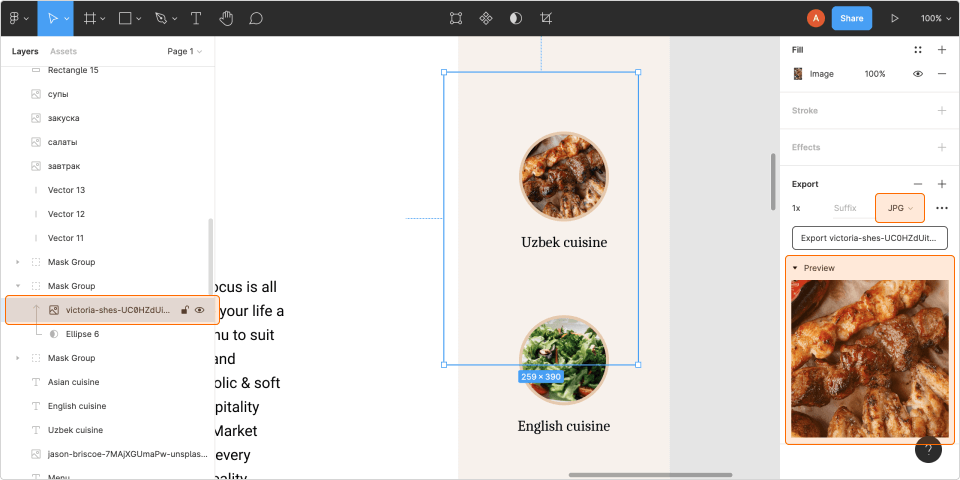 A
Share
100%
Layers
Assets
Page 1
Rectangle 15
супы
закуска
салаты
завтрак
Vector 13
Vector 12
Vector 11
Mask Group
Mask Group
victoria-shes-UC0HZdUi...
Ellipse 6
Mask Group
Asian cuisine
English cuisine
Uzbek cuisine
jason-briscoe-7MAjXGUmaPw-unsplas...
Menu
ocus is all
your life a
nu to suit
and
olic & soft
pitality
Market
every
pality
Uzbek cuisine
259 × 390
English cuisine
Fill
Image
100%
Stroke
Effects
Export
1x
Suffix
JPG
Export victoria-shes-UC0HZdUit...
Preview
?